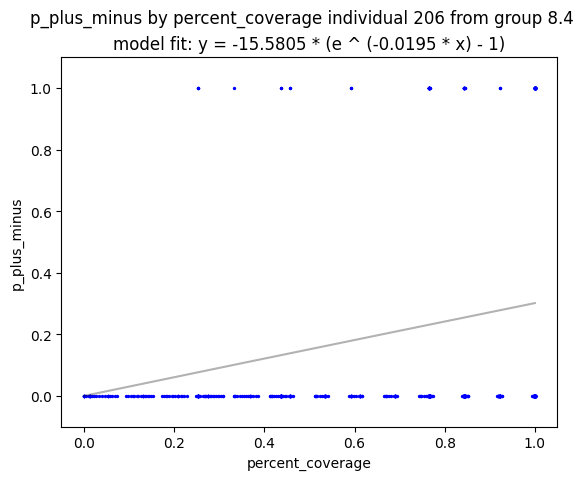 p_plus_minus by percent_coverage individual 206 from group 8.4
model fit: y = -15.5805 * (e ^ (-0.0195 * x) - 1)
1.0
0.8
0.6
0.4
0.2
0.0
p_plus_minus
0.0 0.2 0.4 0.6 0.8 1.0
percent_coverage